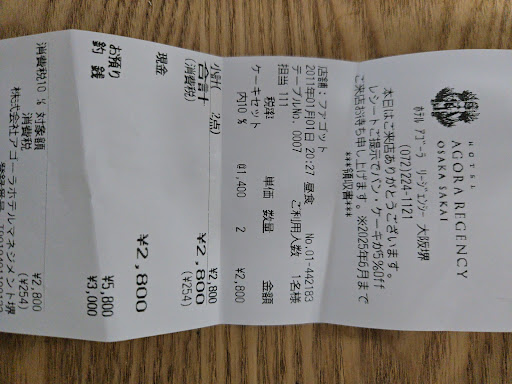 HOTEL
AGORA REGENCY
OSAKA SAKAI
ﾎﾃﾙ ｱｺﾞｰﾗ ﾘｰｼﾞｪﾝｼｰ 大阪堺
(072)224-1121
本日はご来店ありがとうございます。
レシートご提示でパン・ケーキが5%Off
ご来店お待ち申し上げます。※2025年6月まで
***領収書***
店舗：ファゴット No.01-442183
2011年01月01日 20:27 昼食
テーブルNo. 0007 ご利用人数 1名様
担当 111
税率 単価 数量 金額
ケーキセット
内10% @1,400 2 ¥2,800
小計( 2点) ¥2,800
合計 ¥2,800
(消費税) (¥254)
現金 ¥2,800
お預り ¥5,800
釣銭 ¥3,000
消費税10% 対象額 ¥2,800
消費税 (¥254)
株式会社アゴーラホテルマネジメント堺